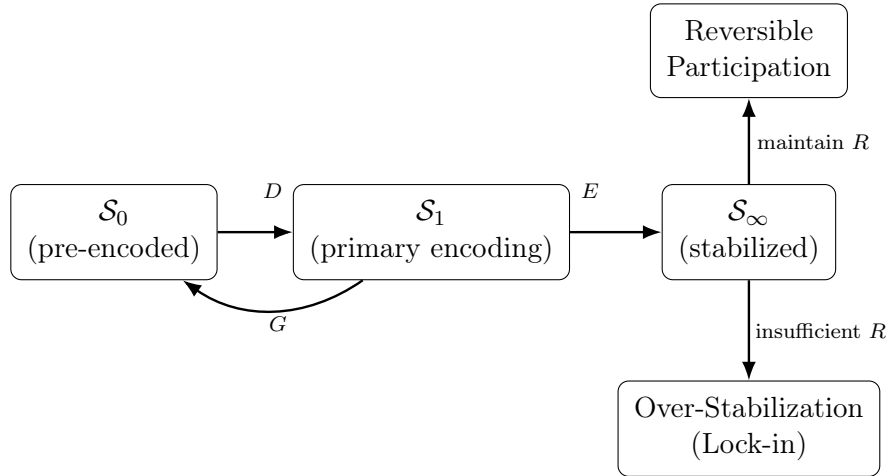 Reversible
Participation
maintain R
D
E
𝒮₀
(pre-encoded)
𝒮₁
(primary encoding)
𝒮∞
(stabilized)
G
insufficient R
Over-Stabilization
(Lock-in)